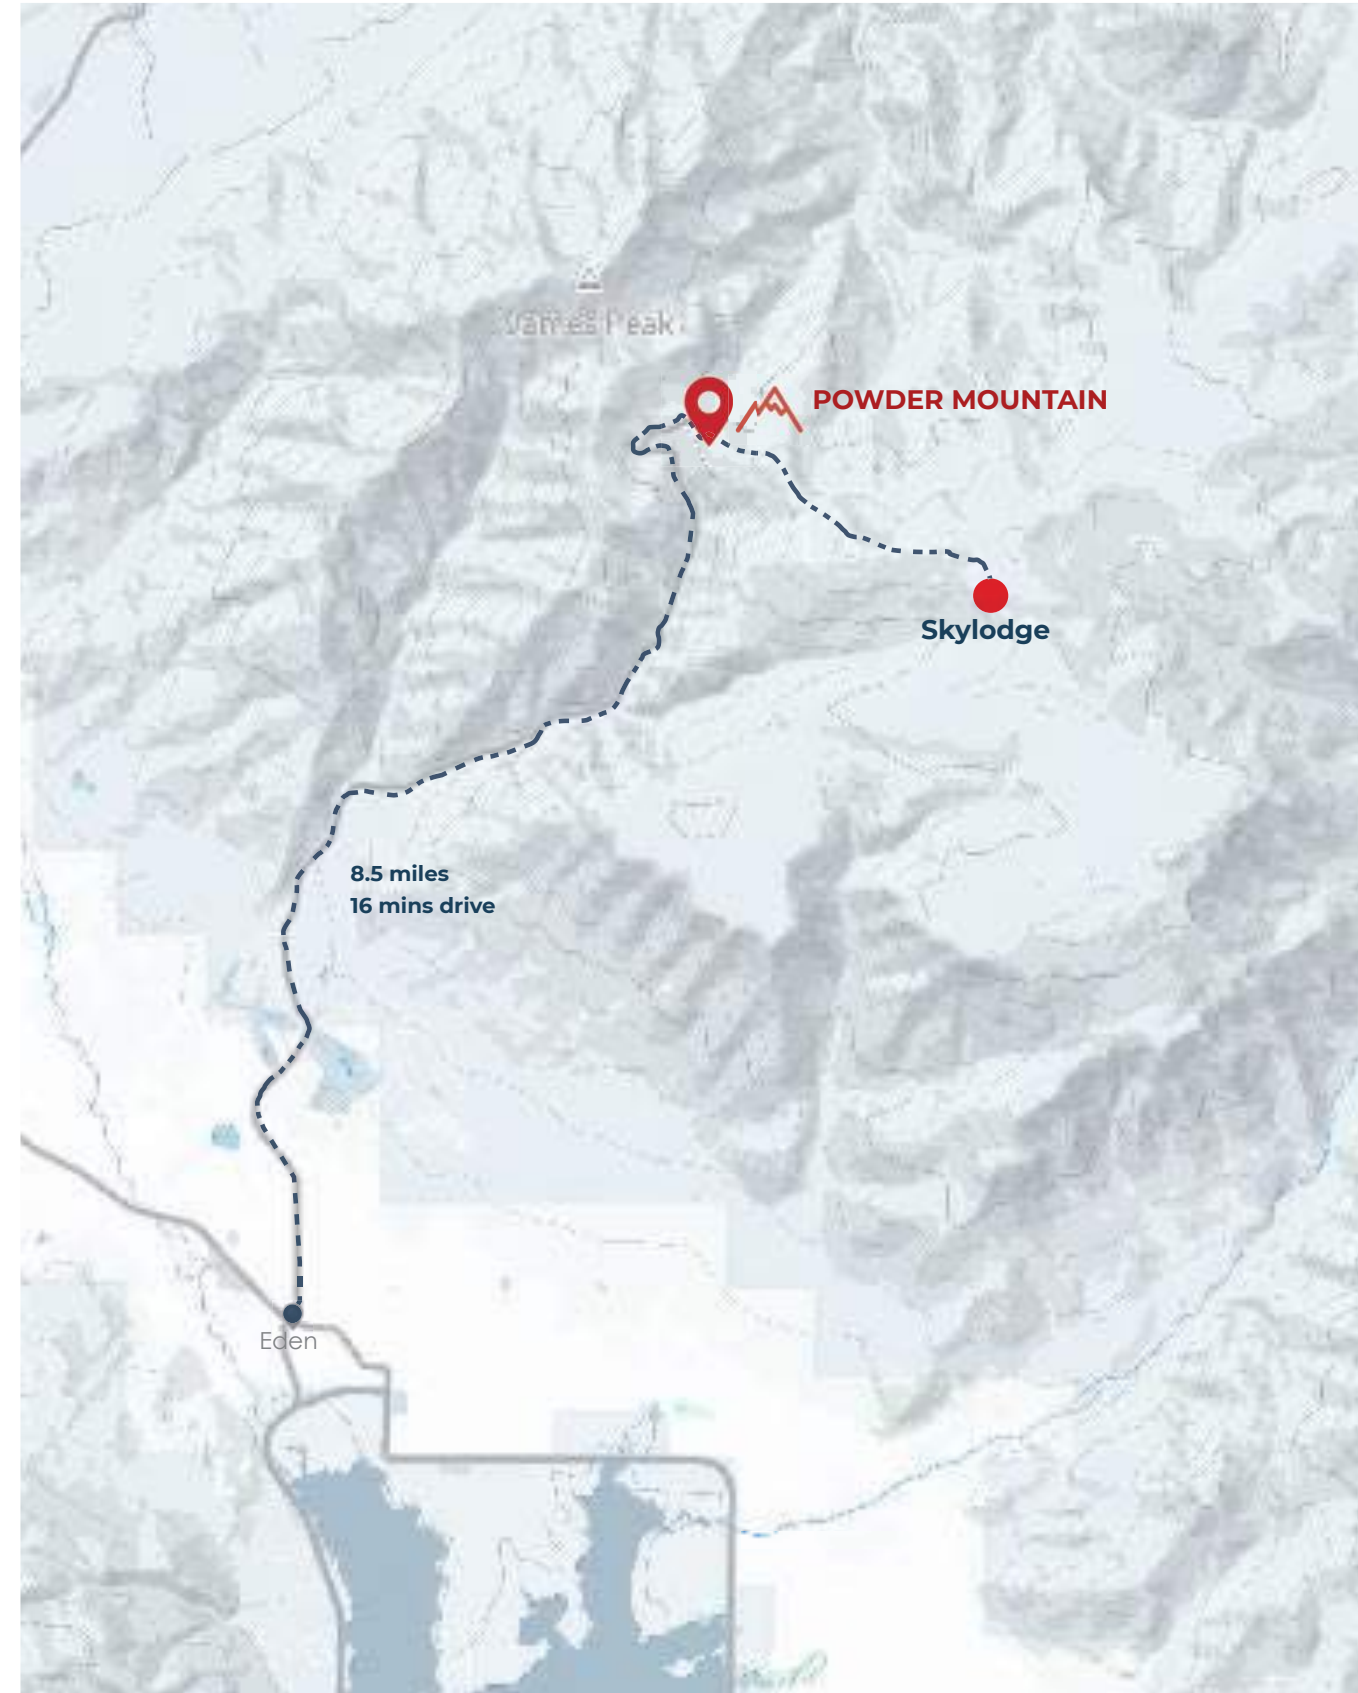 James Peak
POWDER MOUNTAIN
Skylodge
8.5 miles
16 mins drive
Eden